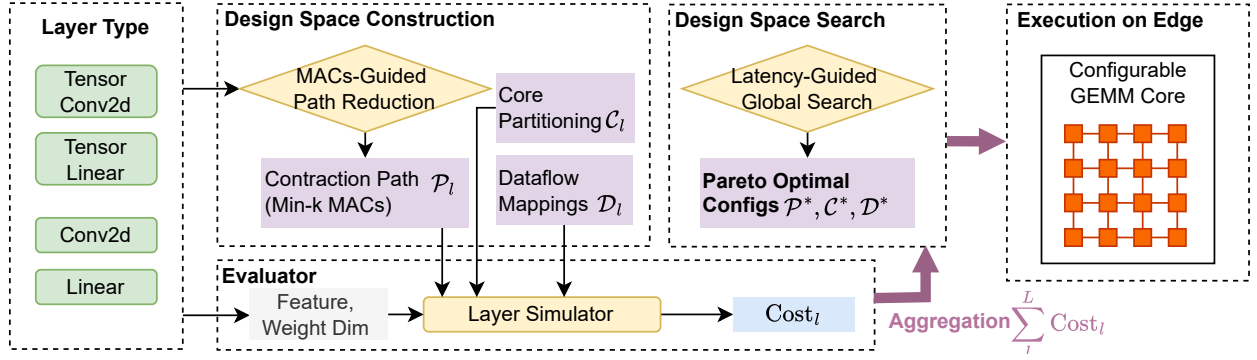 Layer Type
Tensor
Conv2d
Tensor
Linear
Conv2d
Linear
Design Space Construction
MACs-Guided
Path Reduction
Core
Partitioning 𝒞_l
Contraction Path 𝒫_l
(Min-k MACs)
Dataflow
Mappings 𝒟_l
Design Space Search
Latency-Guided
Global Search
Pareto Optimal
Configs 𝒫*, 𝒞*, 𝒟*
Execution on Edge
Configurable
GEMM Core
Evaluator
Feature,
Weight Dim
Layer Simulator
Cost_l
Aggregation ∑_l^L Cost_l